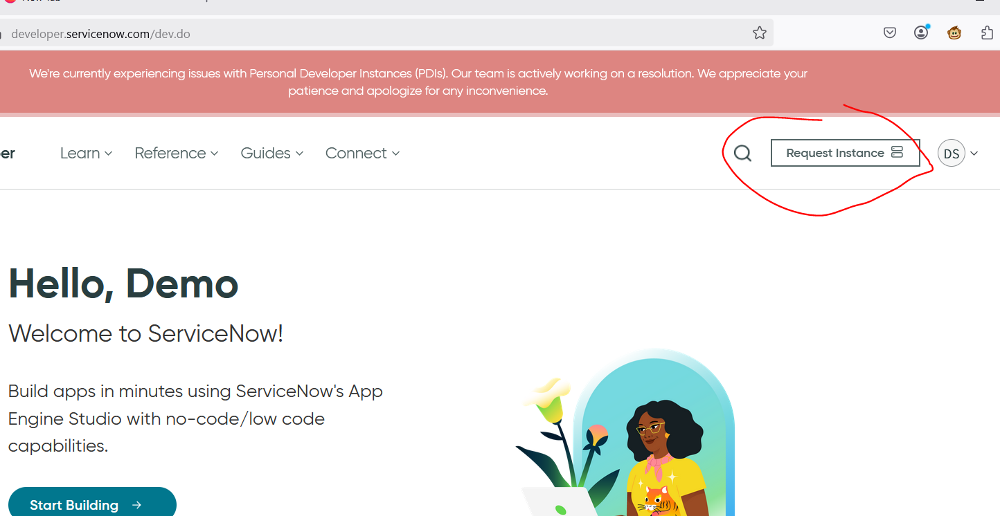 developer.servicenow.com/dev.do
We're currently experiencing issues with Personal Developer Instances (PDIs). Our team is actively working on a resolution. We appreciate your
patience and apologize for any inconvenience.
Learn Reference Guides Connect Request Instance DS
Hello, Demo
Welcome to ServiceNow!
Build apps in minutes using ServiceNow's App
Engine Studio with no-code/low code
capabilities.
Start Building